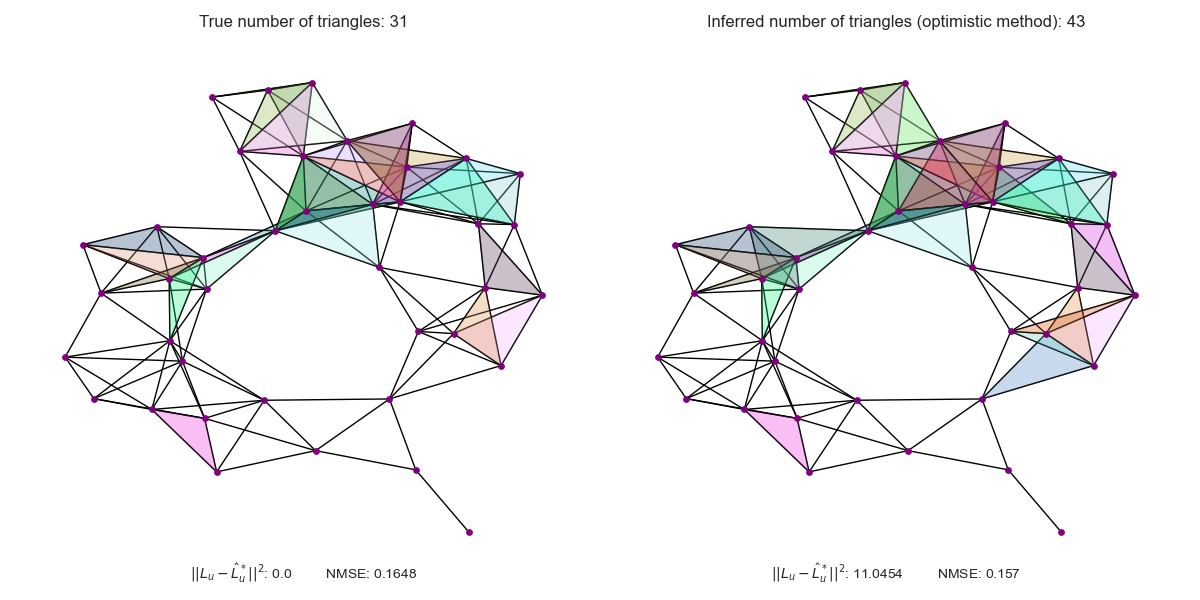 True number of triangles: 31
Inferred number of triangles (optimistic method): 43
$||L_u - \hat{L}_u^*||^2$: 0.0 NMSE: 0.1648
$||L_u - \hat{L}_u^*||^2$: 11.0454 NMSE: 0.157